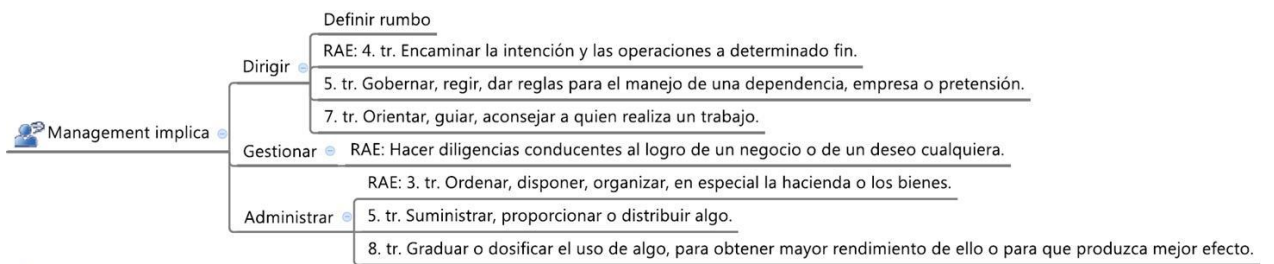 Management implica
Dirigir
Definir rumbo
RAE: 4. tr. Encaminar la intención y las operaciones a determinado fin.
5. tr. Gobernar, regir, dar reglas para el manejo de una dependencia, empresa o pretensión.
7. tr. Orientar, guiar, aconsejar a quien realiza un trabajo.
Gestionar
RAE: Hacer diligencias conducentes al logro de un negocio o de un deseo cualquiera.
Administrar
RAE: 3. tr. Ordenar, disponer, organizar, en especial la hacienda o los bienes.
5. tr. Suministrar, proporcionar o distribuir algo.
8. tr. Graduar o dosificar el uso de algo, para obtener mayor rendimiento de ello o para que produzca mejor efecto.